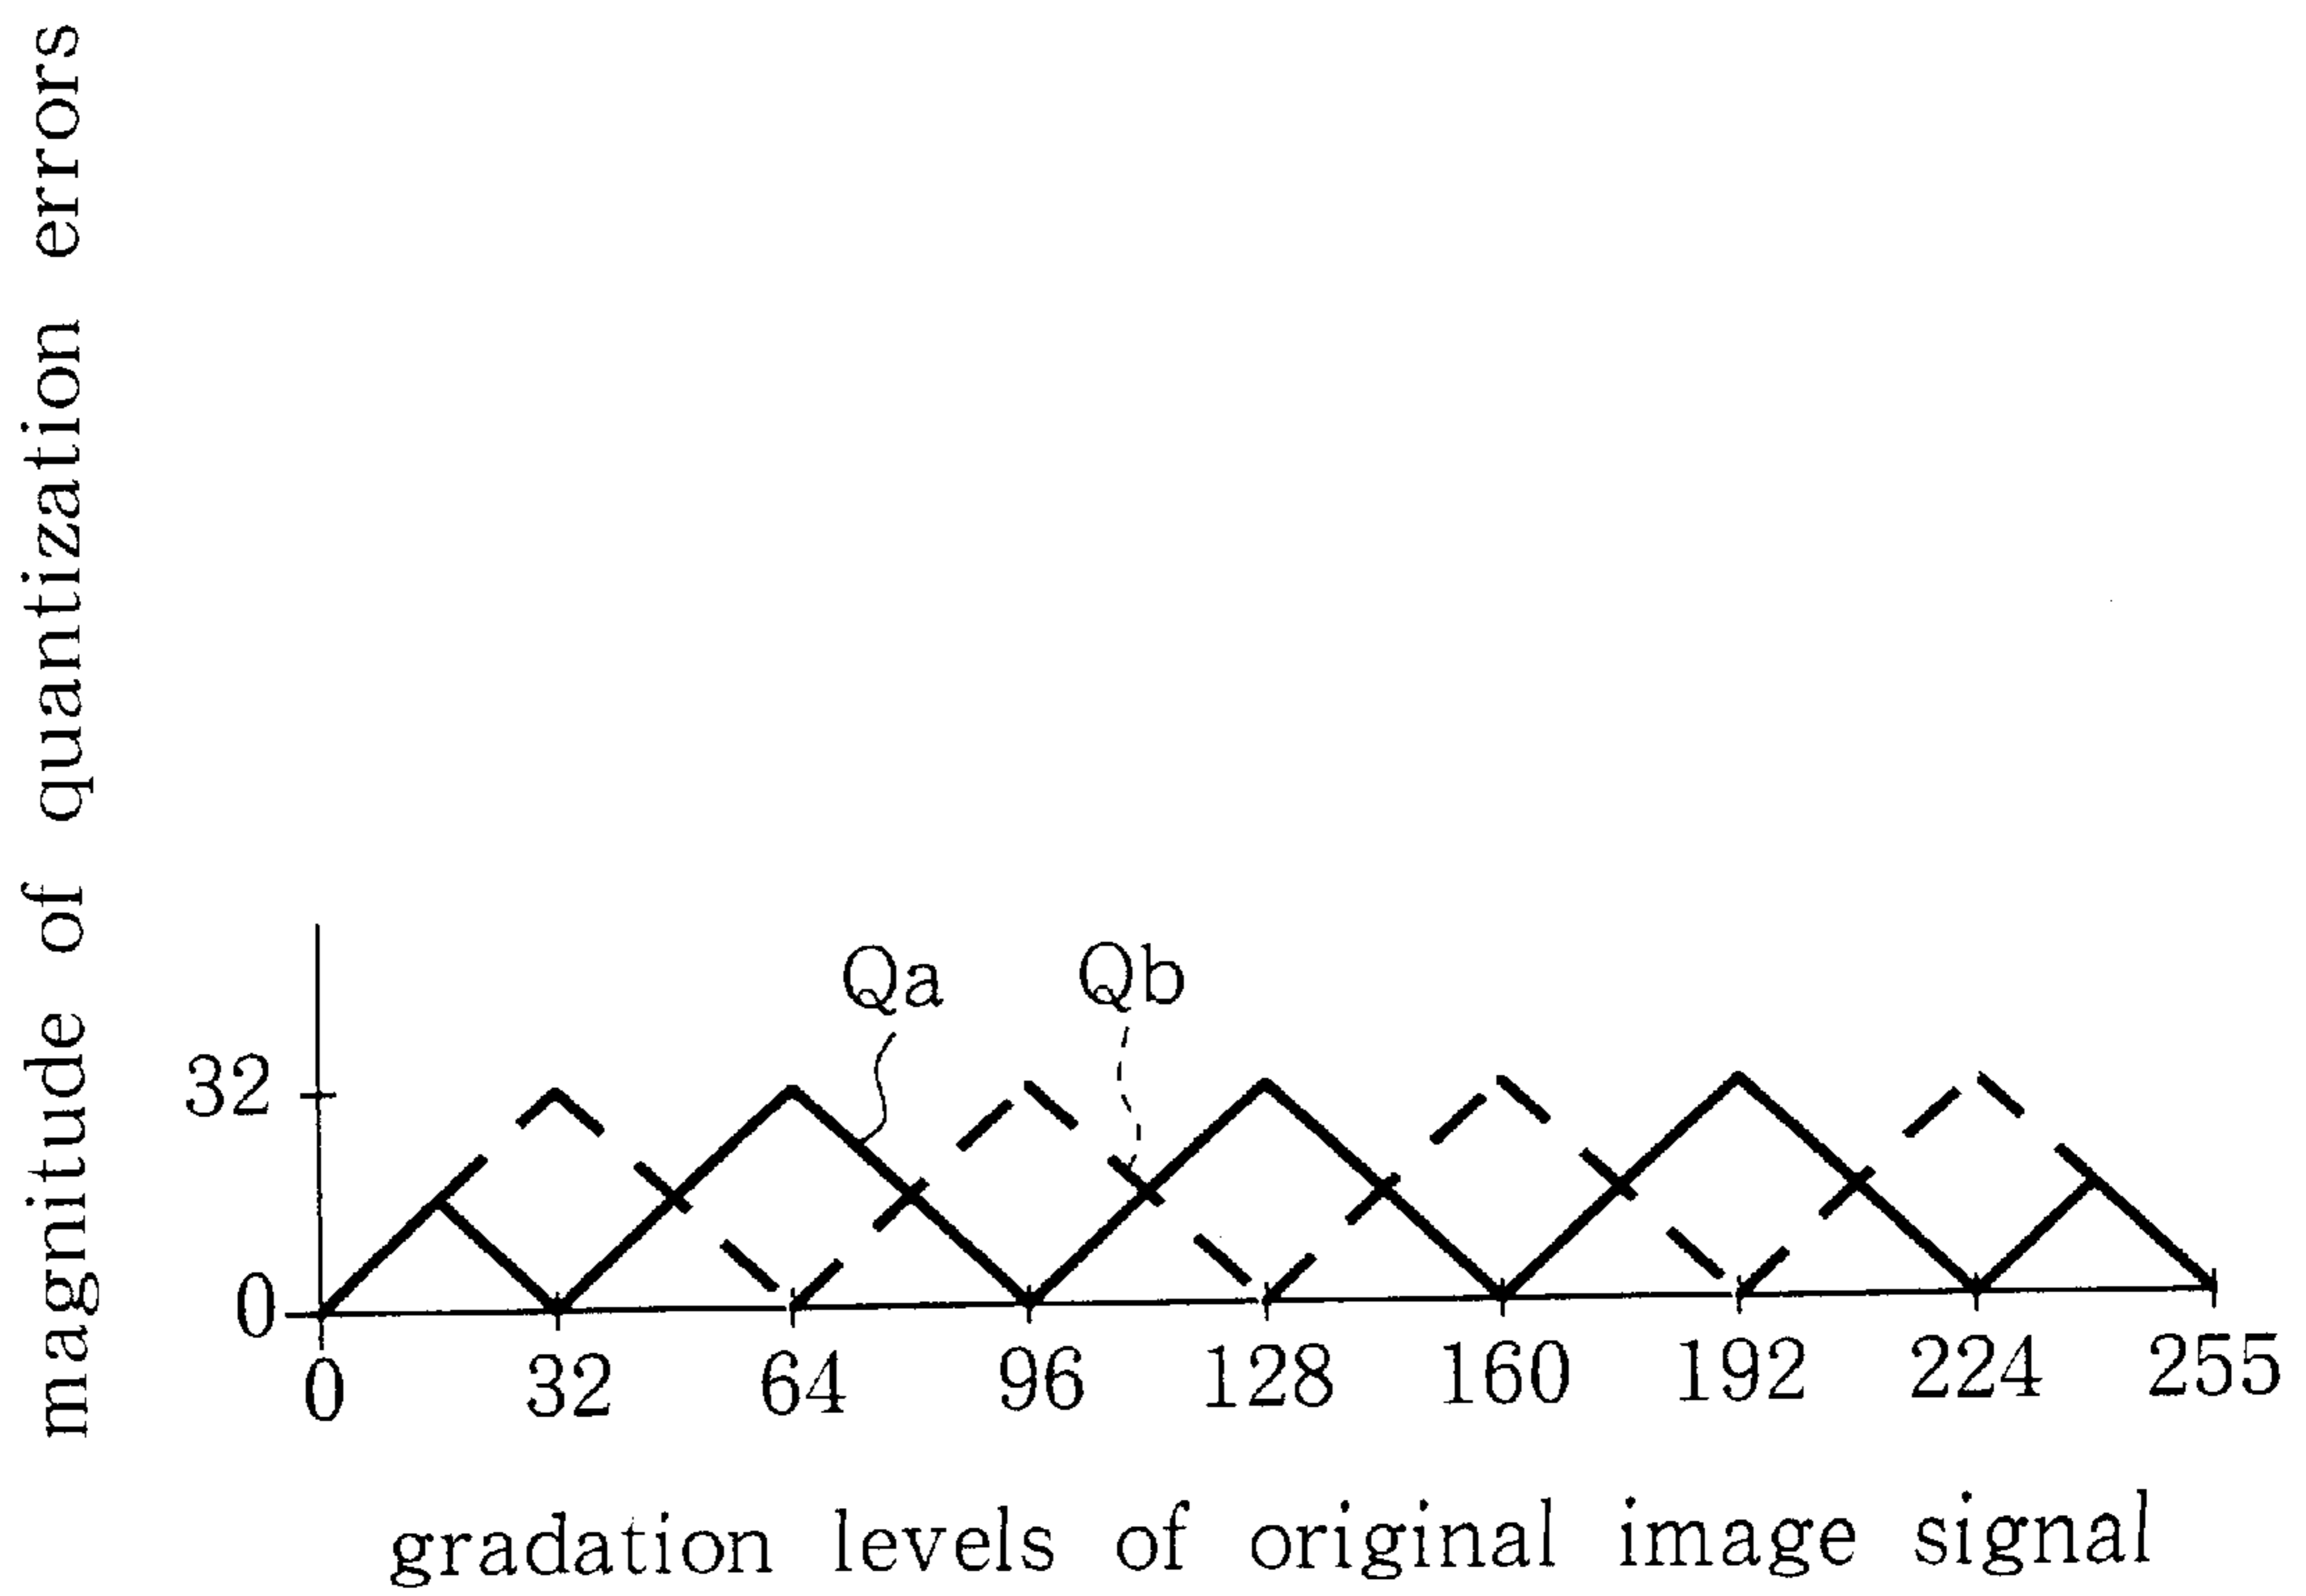 magnitude of quantization errors
Qa Qb
32
0
0 32 64 96 128 160 192 224 255
gradation levels of original image signal